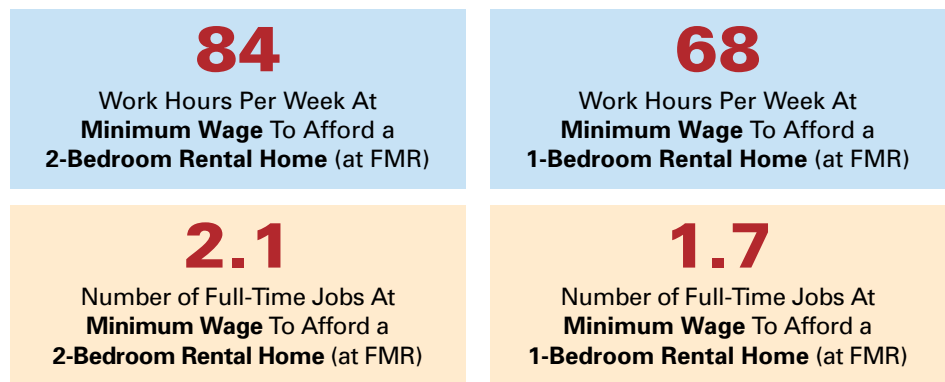 84
Work Hours Per Week At
Minimum Wage To Afford a
2-Bedroom Rental Home (at FMR)
68
Work Hours Per Week At
Minimum Wage To Afford a
1-Bedroom Rental Home (at FMR)
2.1
Number of Full-Time Jobs At
Minimum Wage To Afford a
2-Bedroom Rental Home (at FMR)
1.7
Number of Full-Time Jobs At
Minimum Wage To Afford a
1-Bedroom Rental Home (at FMR)